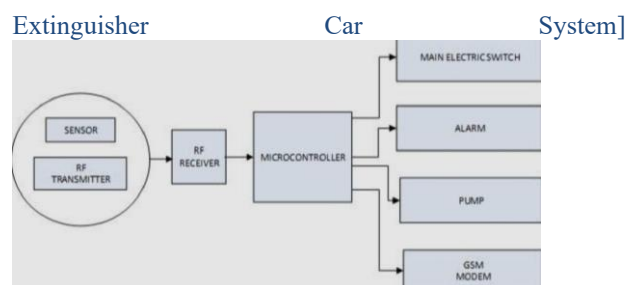 Extinguisher Car System]
MAIN ELECTRIC SWITCH
SENSOR
ALARM
RF
RECEIVER
MICROCONTROLLER
RF
TRANSMITTER
PUMP
GSM
MODEM